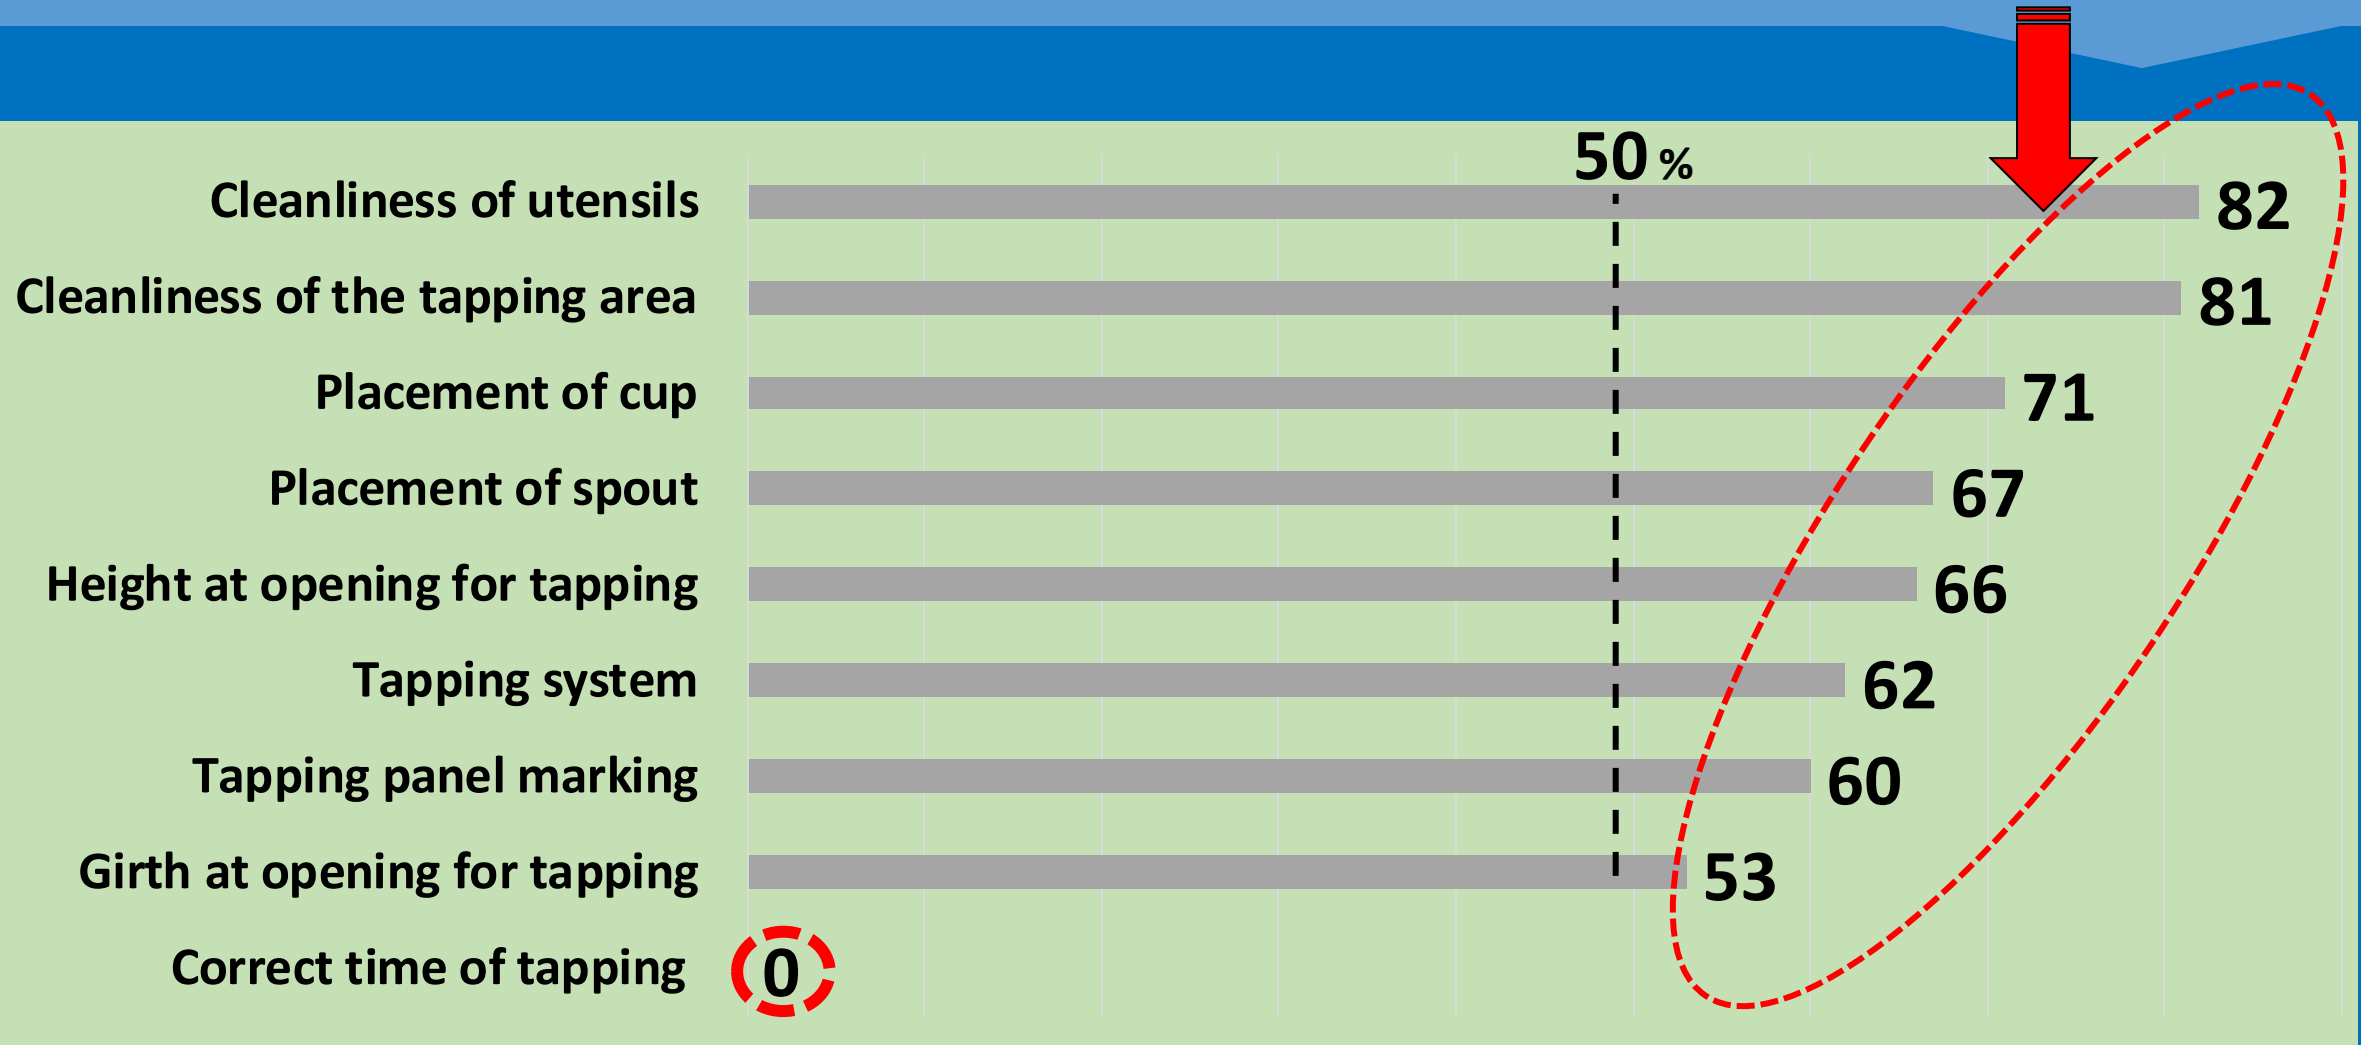 50 %
Cleanliness of utensils 82
Cleanliness of the tapping area 81
Placement of cup 71
Placement of spout 67
Height at opening for tapping 66
Tapping system 62
Tapping panel marking 60
Girth at opening for tapping 53
Correct time of tapping 0